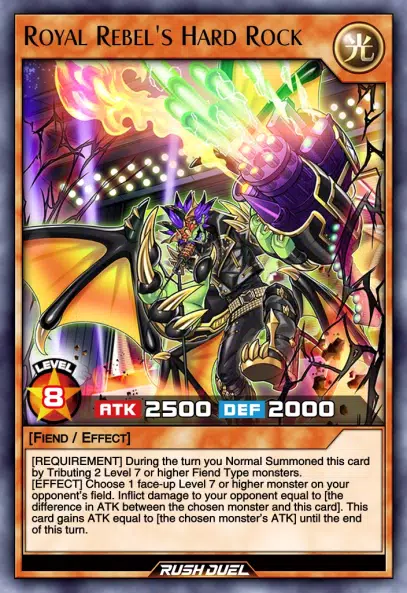 ROYAL REBEL'S HARD ROCK
光
LEVEL
8
ATK 2500 DEF 2000
[FIEND / EFFECT]
[REQUIREMENT] During the turn you Normal Summoned this card
by Tributing 2 Level 7 or higher Fiend Type monsters.
[EFFECT] Choose 1 face-up Level 7 or higher monster on your
opponent's field. Inflict damage to your opponent equal to [the
difference in ATK between the chosen monster and this card]. This
card gains ATK equal to [the chosen monster's ATK] until the end
of this turn.
RUSH DUEL